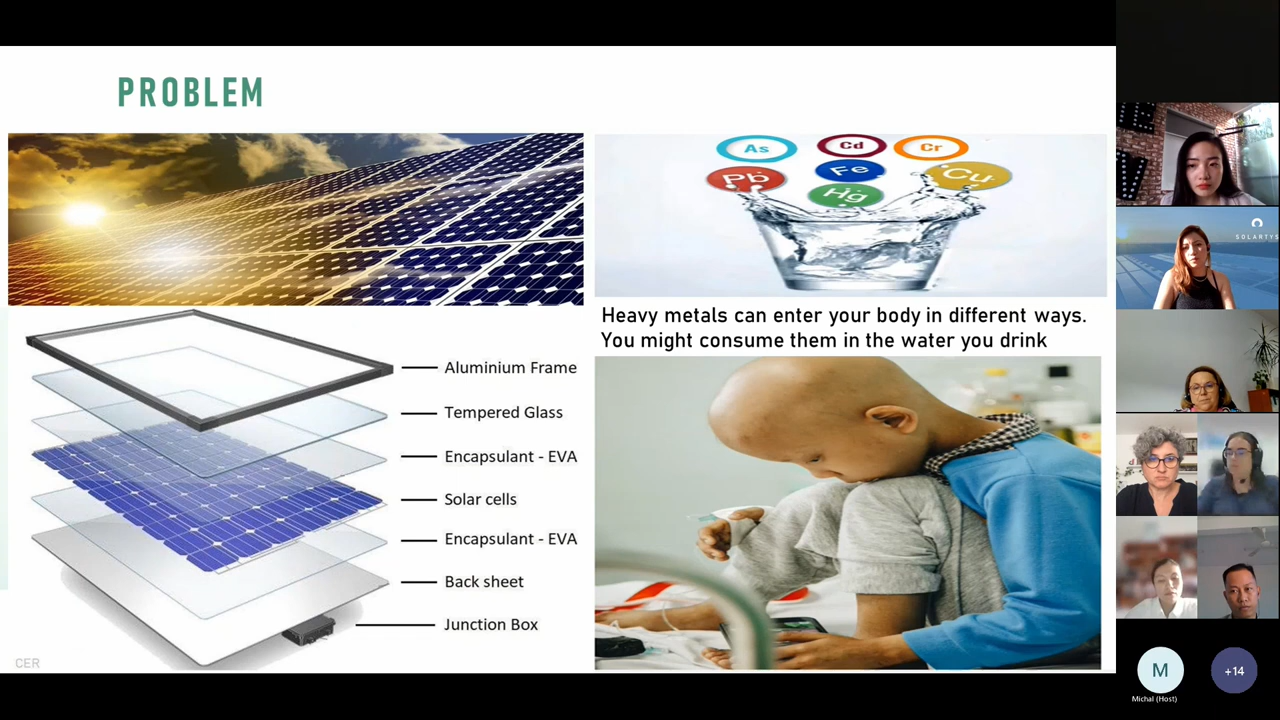 PROBLEM
As
Cd
Cr
Pb
Fe
Cu
Hg
Heavy metals can enter your body in different ways.
You might consume them in the water you drink
Aluminium Frame
Tempered Glass
Encapsulant - EVA
Solar cells
Encapsulant - EVA
Back sheet
Junction Box
CER
SOLARTYS
M
+14
Michal (Host)